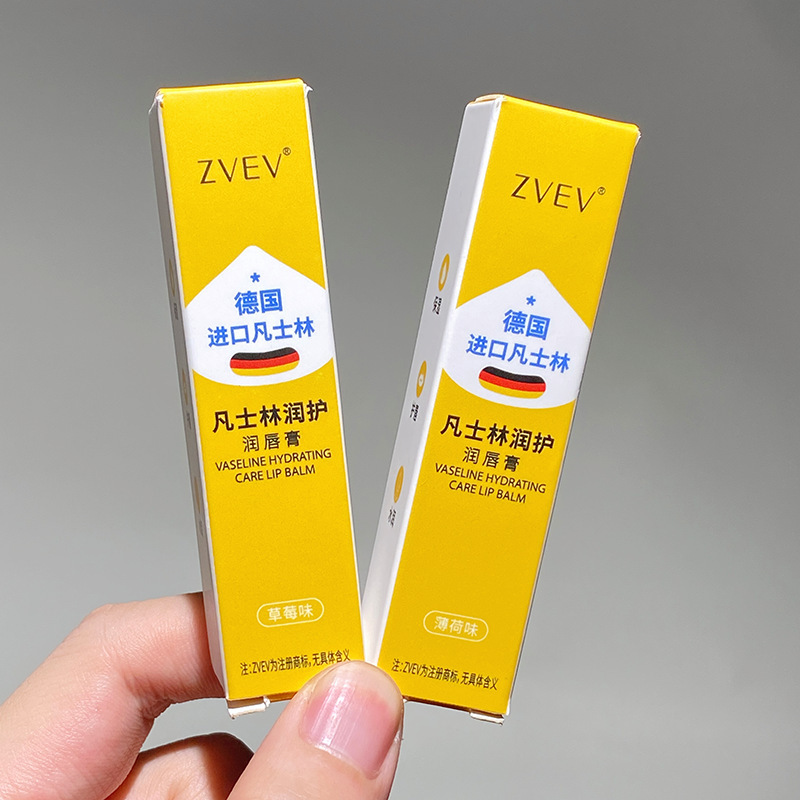 ZVEV®
德国
进口凡士林
凡士林润护
润唇膏
VASELINE HYDRATING
CARE LIP BALM
草莓味
注:ZVEV为注册商标,无具体含义
ZVEV®
德国
进口凡士林
凡士林润护
润唇膏
VASELINE HYDRATING
CARE LIP BALM
薄荷味
注:ZVEV为注册商标,无具体含义